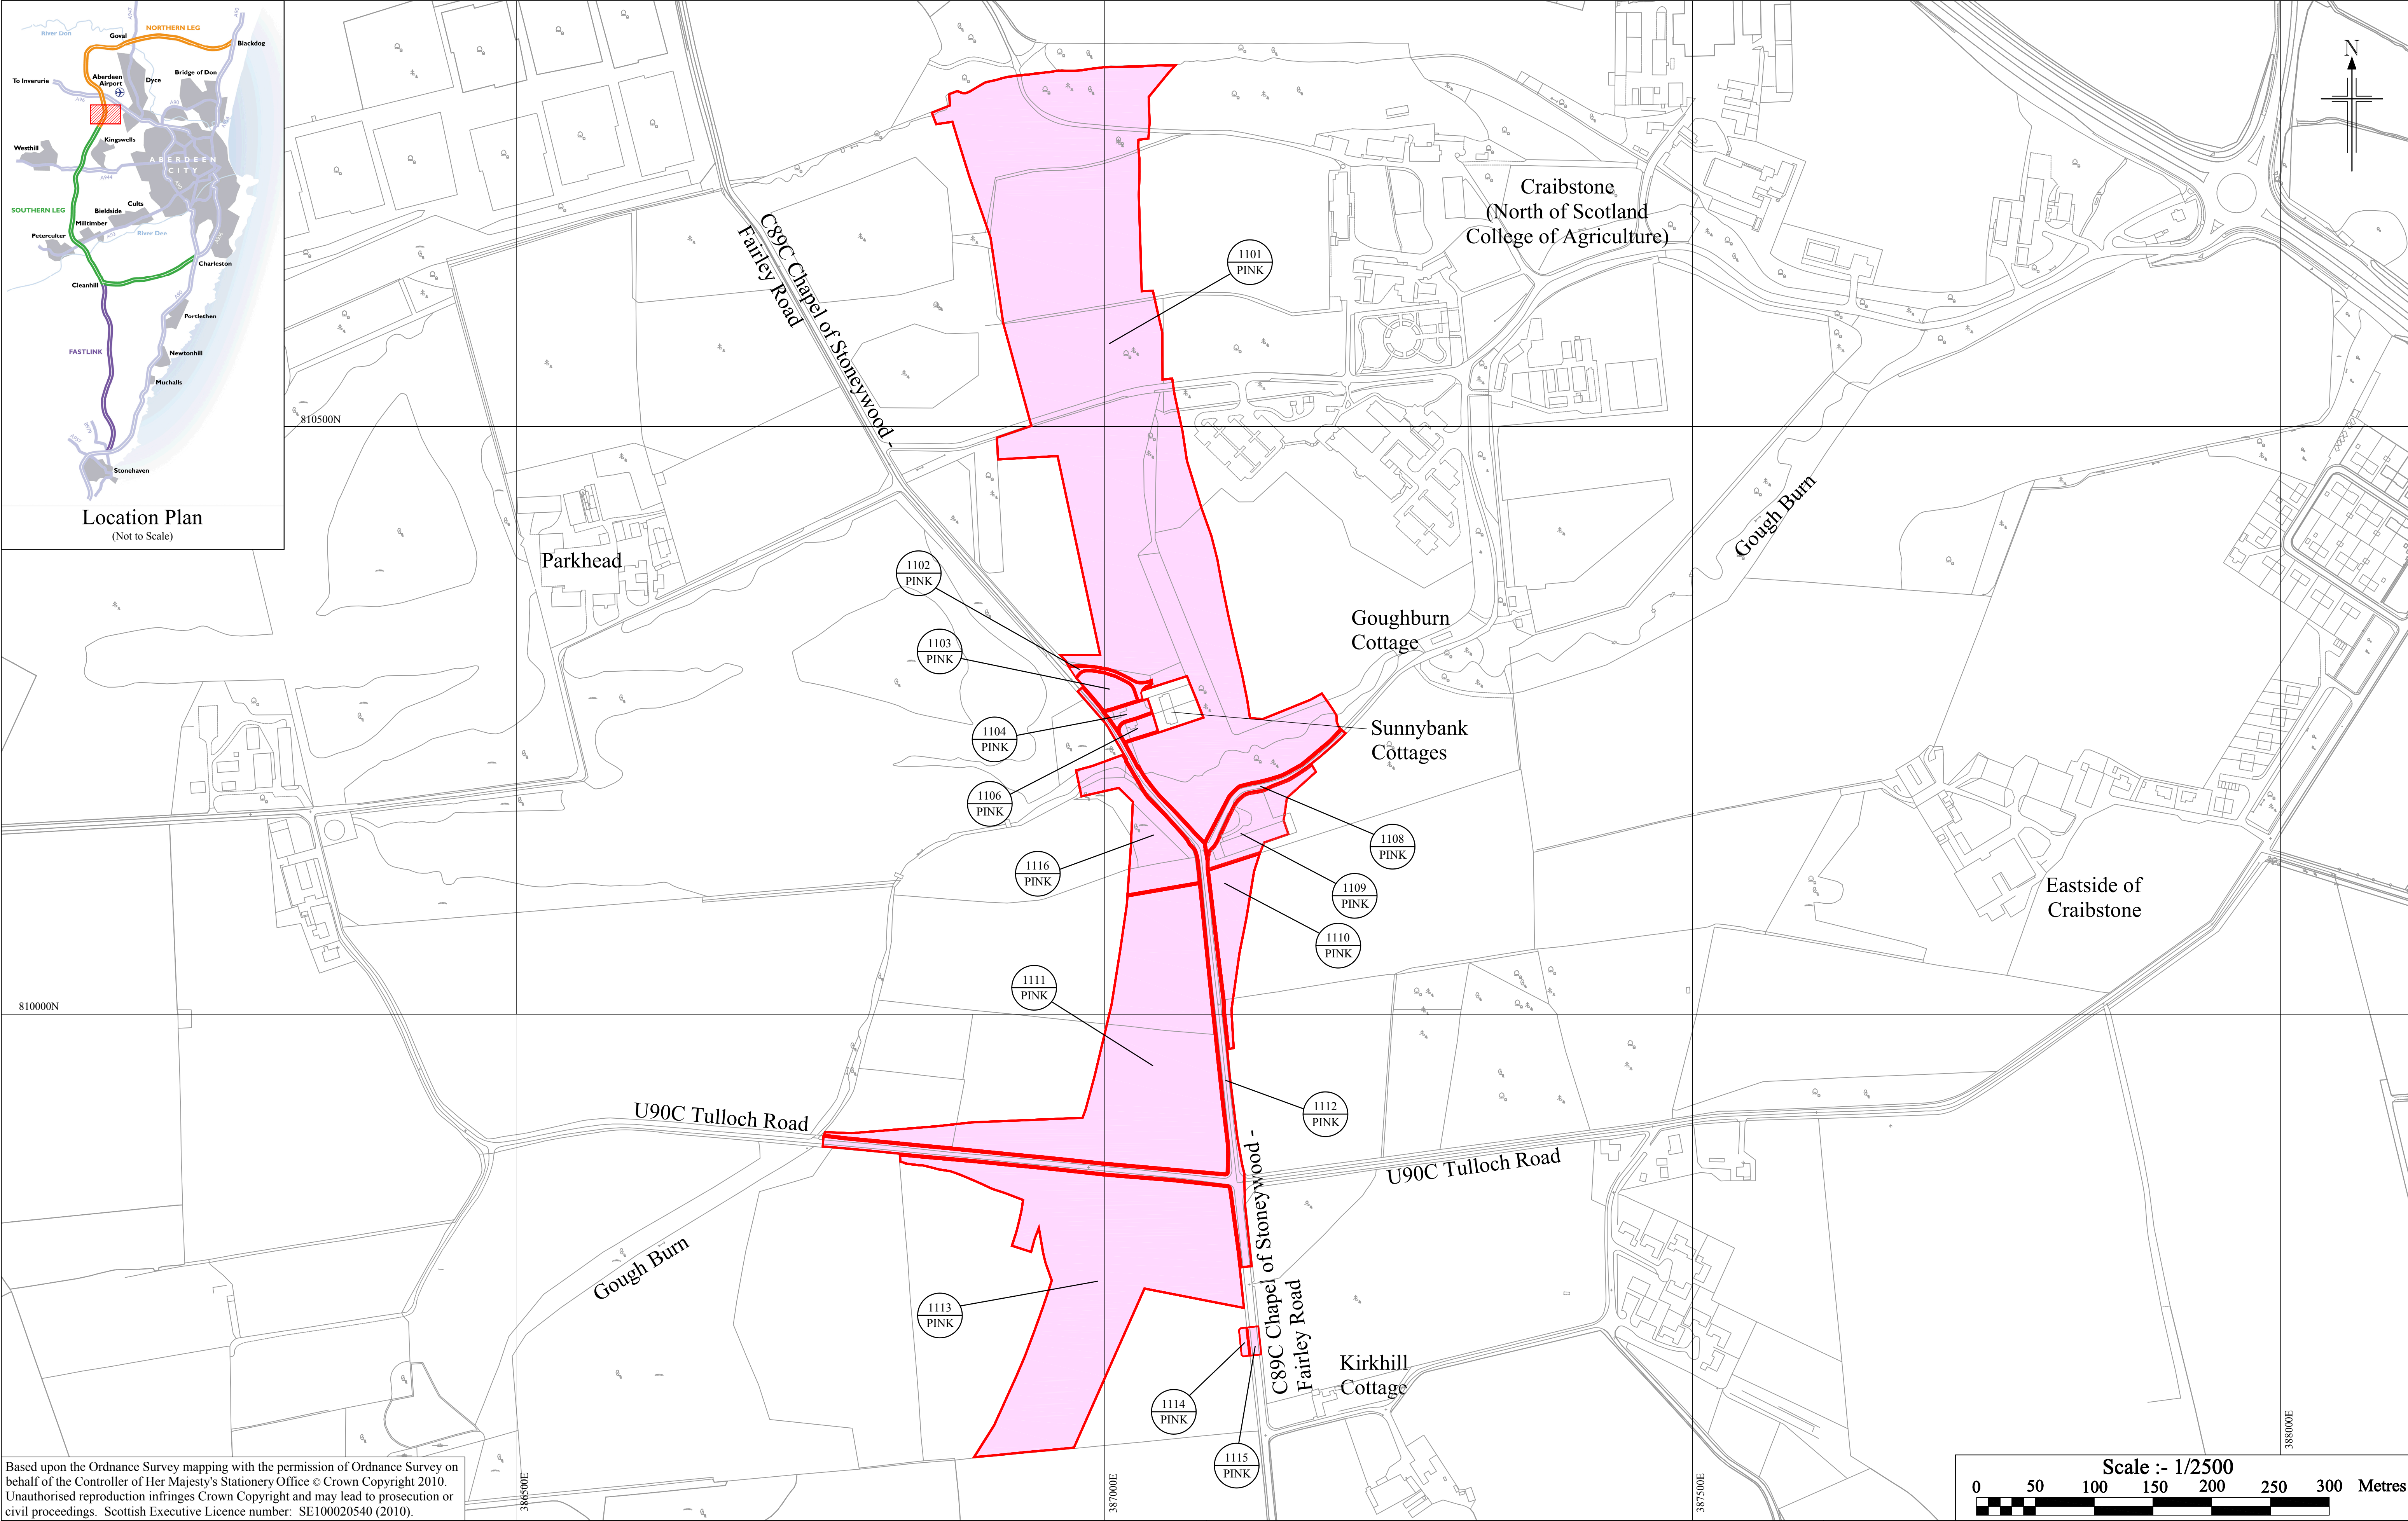 River Don
Goval
NORTHERN LEG
A947
A90
Blackdog
To Inverurie
Aberdeen
Airport
Dyce
Bridge of Don
A96
A90
Kingswells
Westhill
ABERDEEN
CITY
A944
SOUTHERN LEG
Cults
Bieldside
Milltimber
A93
River Dee
Peterculter
Charleston
Cleanhill
A90
Portlethen
FASTLINK
Newtonhill
Muchalls
A957
Stonehaven
Location Plan
(Not to Scale)
N
Craibstone
(North of Scotland
College of Agriculture)
C89C Chapel of Stoneywood -
Fairley Road
1101
PINK
810500N
Parkhead
Gough Burn
1102
PINK
1103
PINK
1104
PINK
1106
PINK
Goughburn
Cottage
Sunnybank
Cottages
1108
PINK
1116
PINK
1109
PINK
1110
PINK
Eastside of
Craibstone
810000N
1111
PINK
1112
PINK
U90C Tulloch Road
U90C Tulloch Road
C89C Chapel of Stoneywood -
Fairley Road
Gough Burn
1113
PINK
1114
PINK
1115
PINK
Kirkhill
Cottage
386500E
387000E
387500E
388000E
Based upon the Ordnance Survey mapping with the permission of Ordnance Survey on
behalf of the Controller of Her Majesty's Stationery Office © Crown Copyright 2010.
Unauthorised reproduction infringes Crown Copyright and may lead to prosecution or
civil proceedings. Scottish Executive Licence number: SE100020540 (2010).
Scale :- 1/2500
0 50 100 150 200 250 300 Metres